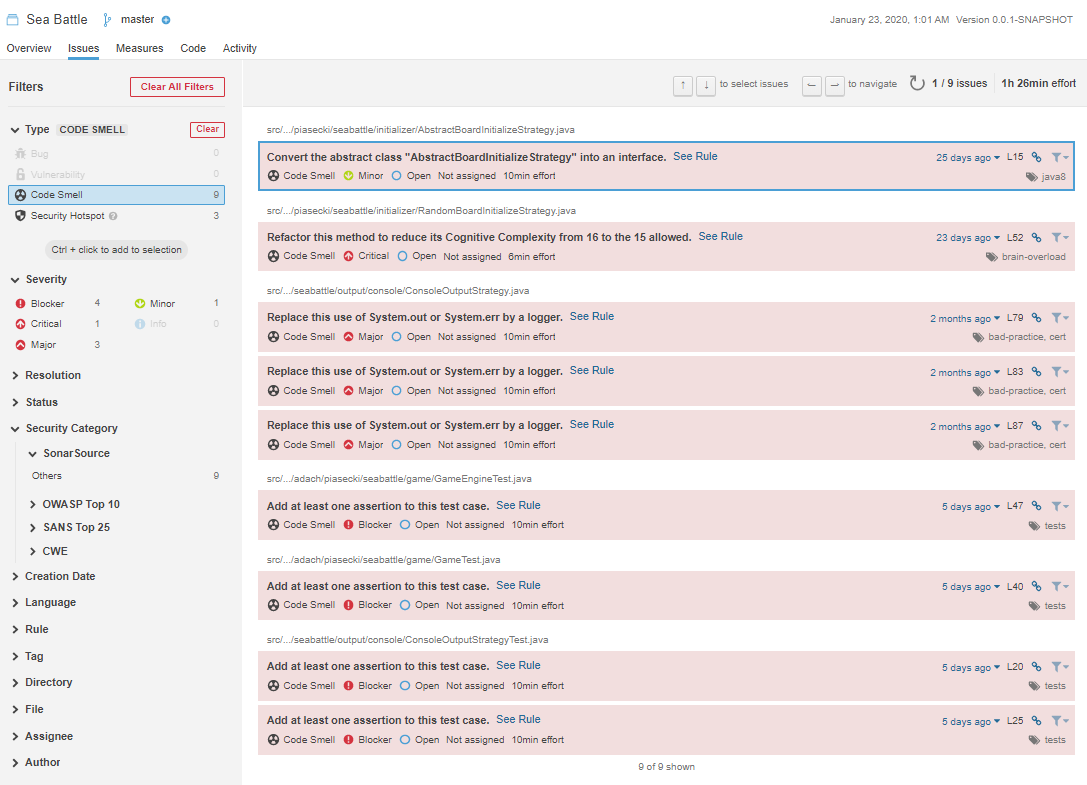 Sea Battle master January 23, 2020, 1:01 AM Version 0.0.1-SNAPSHOT
Overview Issues Measures Code Activity
Filters Clear All Filters
↑ ↓ to select issues ← → to navigate 1 / 9 issues 1h 26min effort
Type CODE SMELL Clear
Bug 0
Vulnerability 0
Code Smell 9
Security Hotspot ? 3
Ctrl + click to add to selection
Severity
Blocker 4 Minor 1
Critical 1 Info 0
Major 3
Resolution
Status
Security Category
SonarSource
Others 9
OWASP Top 10
SANS Top 25
CWE
Creation Date
Language
Rule
Tag
Directory
File
Assignee
Author
src/.../piasecki/seabattle/initializer/AbstractBoardInitializeStrategy.java
Convert the abstract class "AbstractBoardInitializeStrategy" into an interface. See Rule 25 days ago L15
Code Smell Minor Open Not assigned 10min effort java8
src/.../piasecki/seabattle/initializer/RandomBoardInitializeStrategy.java
Refactor this method to reduce its Cognitive Complexity from 16 to the 15 allowed. See Rule 23 days ago L52
Code Smell Critical Open Not assigned 6min effort brain-overload
src/.../seabattle/output/console/ConsoleOutputStrategy.java
Replace this use of System.out or System.err by a logger. See Rule 2 months ago L79
Code Smell Major Open Not assigned 10min effort bad-practice, cert
Replace this use of System.out or System.err by a logger. See Rule 2 months ago L83
Code Smell Major Open Not assigned 10min effort bad-practice, cert
Replace this use of System.out or System.err by a logger. See Rule 2 months ago L87
Code Smell Major Open Not assigned 10min effort bad-practice, cert
src/.../adach/piasecki/seabattle/game/GameEngineTest.java
Add at least one assertion to this test case. See Rule 5 days ago L47
Code Smell Blocker Open Not assigned 10min effort tests
src/.../adach/piasecki/seabattle/game/GameTest.java
Add at least one assertion to this test case. See Rule 5 days ago L40
Code Smell Blocker Open Not assigned 10min effort tests
src/.../seabattle/output/console/ConsoleOutputStrategyTest.java
Add at least one assertion to this test case. See Rule 5 days ago L20
Code Smell Blocker Open Not assigned 10min effort tests
Add at least one assertion to this test case. See Rule 5 days ago L25
Code Smell Blocker Open Not assigned 10min effort tests
9 of 9 shown